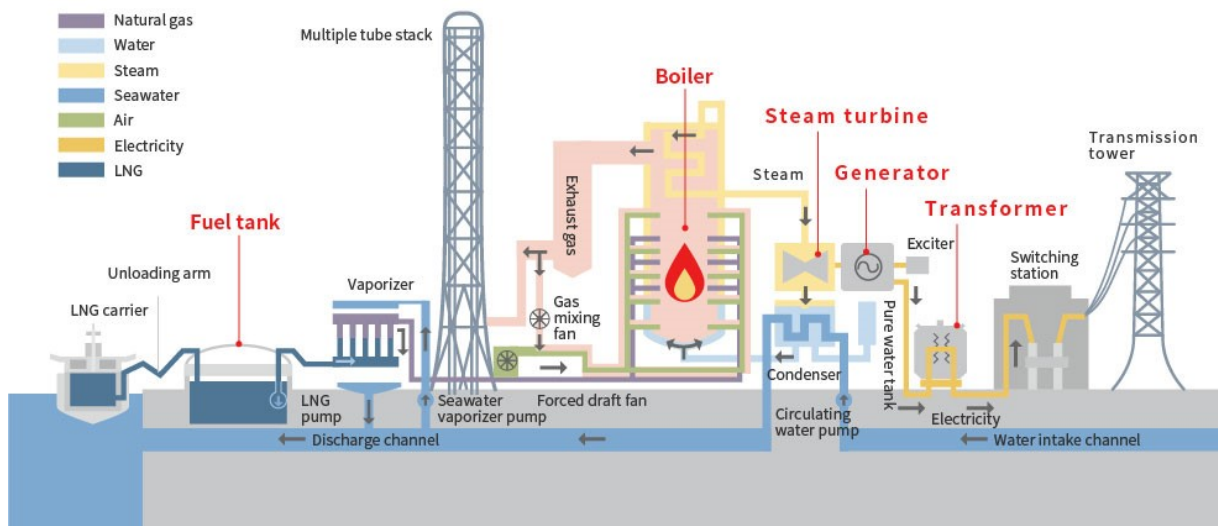 Natural gas
Water
Steam
Seawater
Air
Electricity
LNG
Multiple tube stack
Boiler
Steam turbine
Generator
Transformer
Transmission
tower
Steam
Exciter
Switching
station
Fuel tank
Unloading arm
LNG carrier
Vaporizer
Exhaust gas
Gas
mixing
fan
Pure water tank
Condenser
LNG
pump
Seawater
vaporizer pump
Forced draft fan
Circulating
water pump
Electricity
Discharge channel
Water intake channel